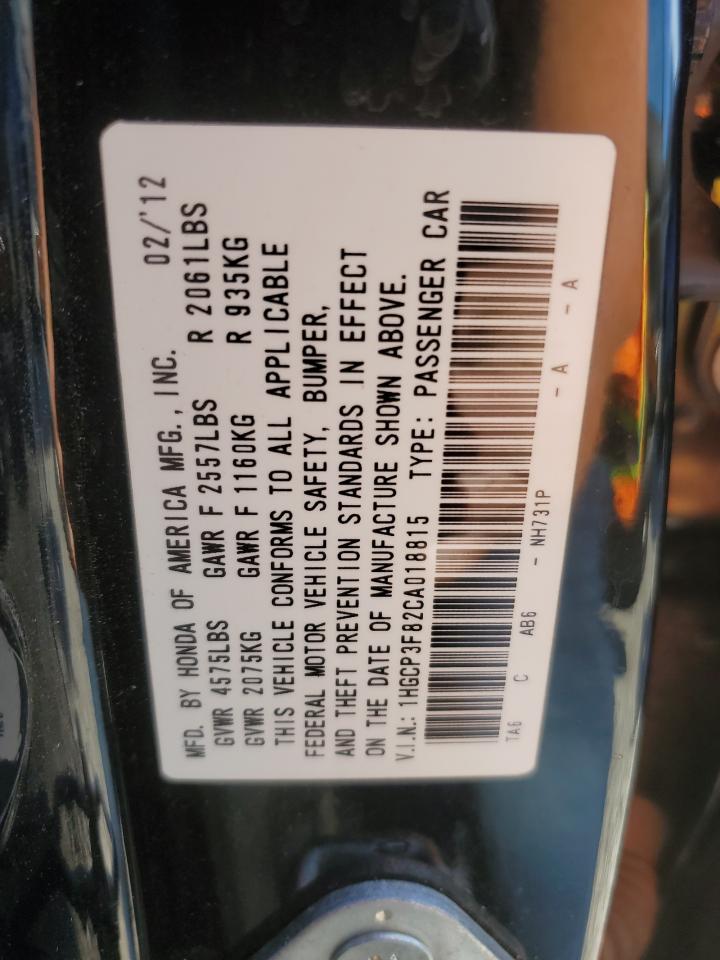 MFD. BY HONDA OF AMERICA MFG., INC. 02/'12
GVWR 4575LBS GAWR F 2557LBS R 2061LBS
GVWR 2075KG GAWR F 1160KG R 935KG
THIS VEHICLE CONFORMS TO ALL APPLICABLE
FEDERAL MOTOR VEHICLE SAFETY, BUMPER,
AND THEFT PREVENTION STANDARDS IN EFFECT
ON THE DATE OF MANUFACTURE SHOWN ABOVE.
V.I.N.: 1HGCP3F82CA018815 TYPE: PASSENGER CAR
TA6 C AB6 - NH731P - A - A